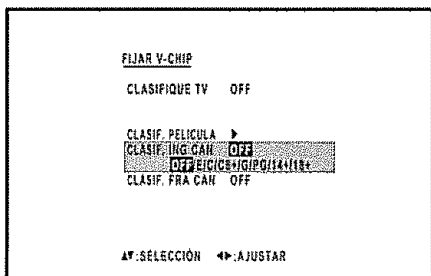 FIJAR V-CHIP
CLASIFIQUE TV OFF
CLASIF. PELICULA ▶
CLASIF. ING CAN OFF
OFF/E/C/C8+/G/PG/14+/18+
CLASIF. FRA CAN OFF
▲▼:SELECCIÓN ◀▶:AJUSTAR